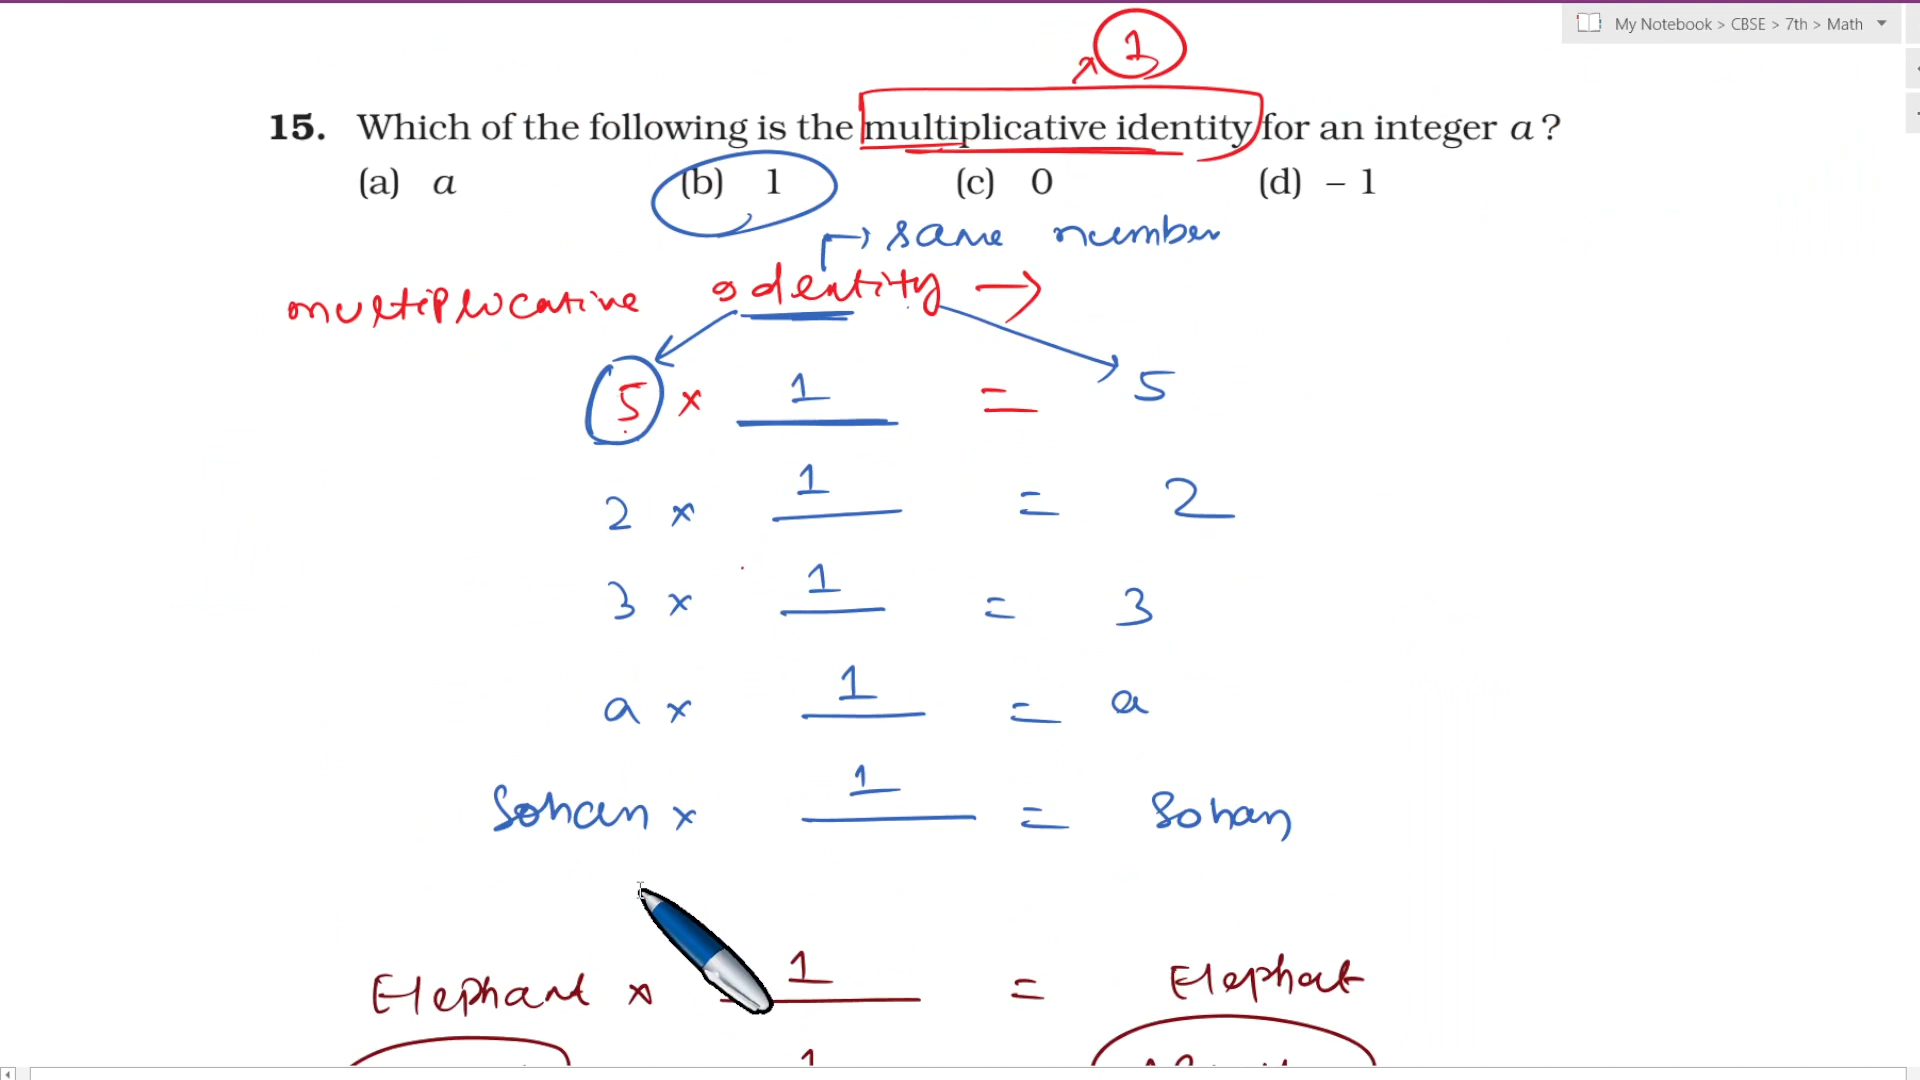 My Notebook > CBSE > 7th > Math
1
15. Which of the following is the multiplicative identity for an integer a ?
(a) a (b) 1 (c) 0 (d) – 1
same number
multiplicative identity →
5 × 1 = 5
2 × 1 = 2
3 × 1 = 3
a × 1 = a
Sohan × 1 = Sohan
Elephant × 1 = Elephat
1